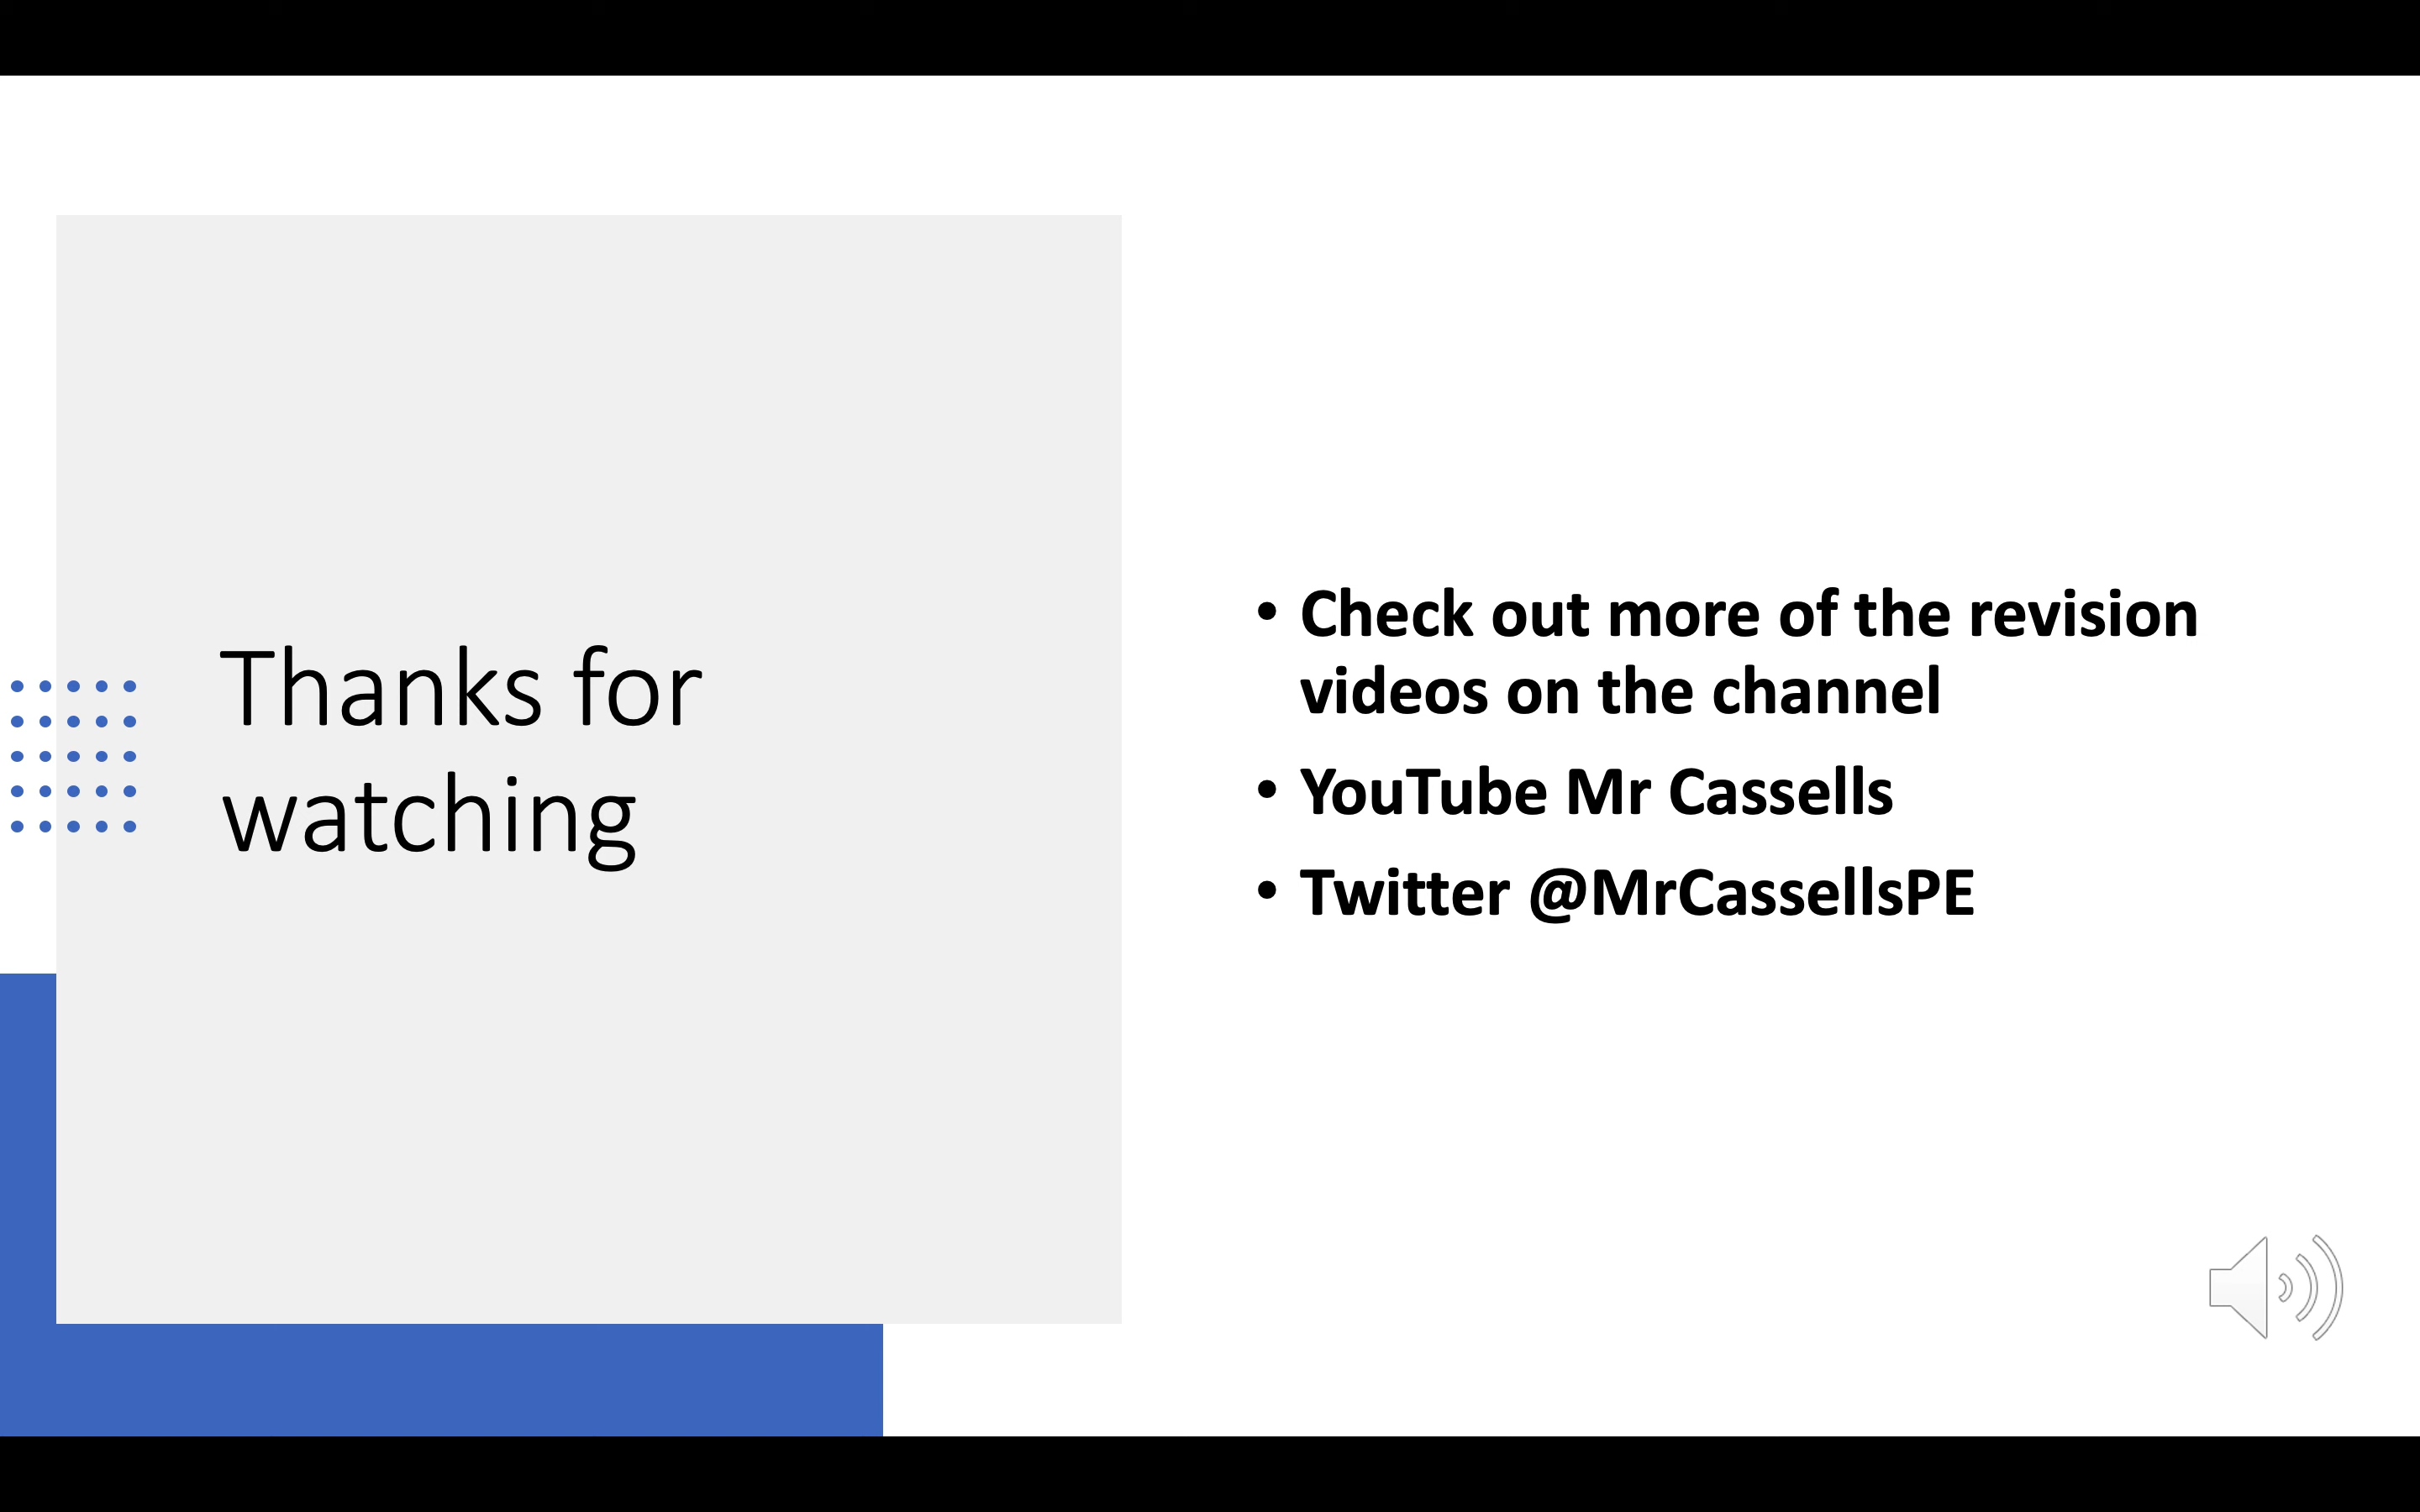 Thanks for
watching
• Check out more of the revision
videos on the channel
• YouTube Mr Cassells
• Twitter @MrCassellsPE